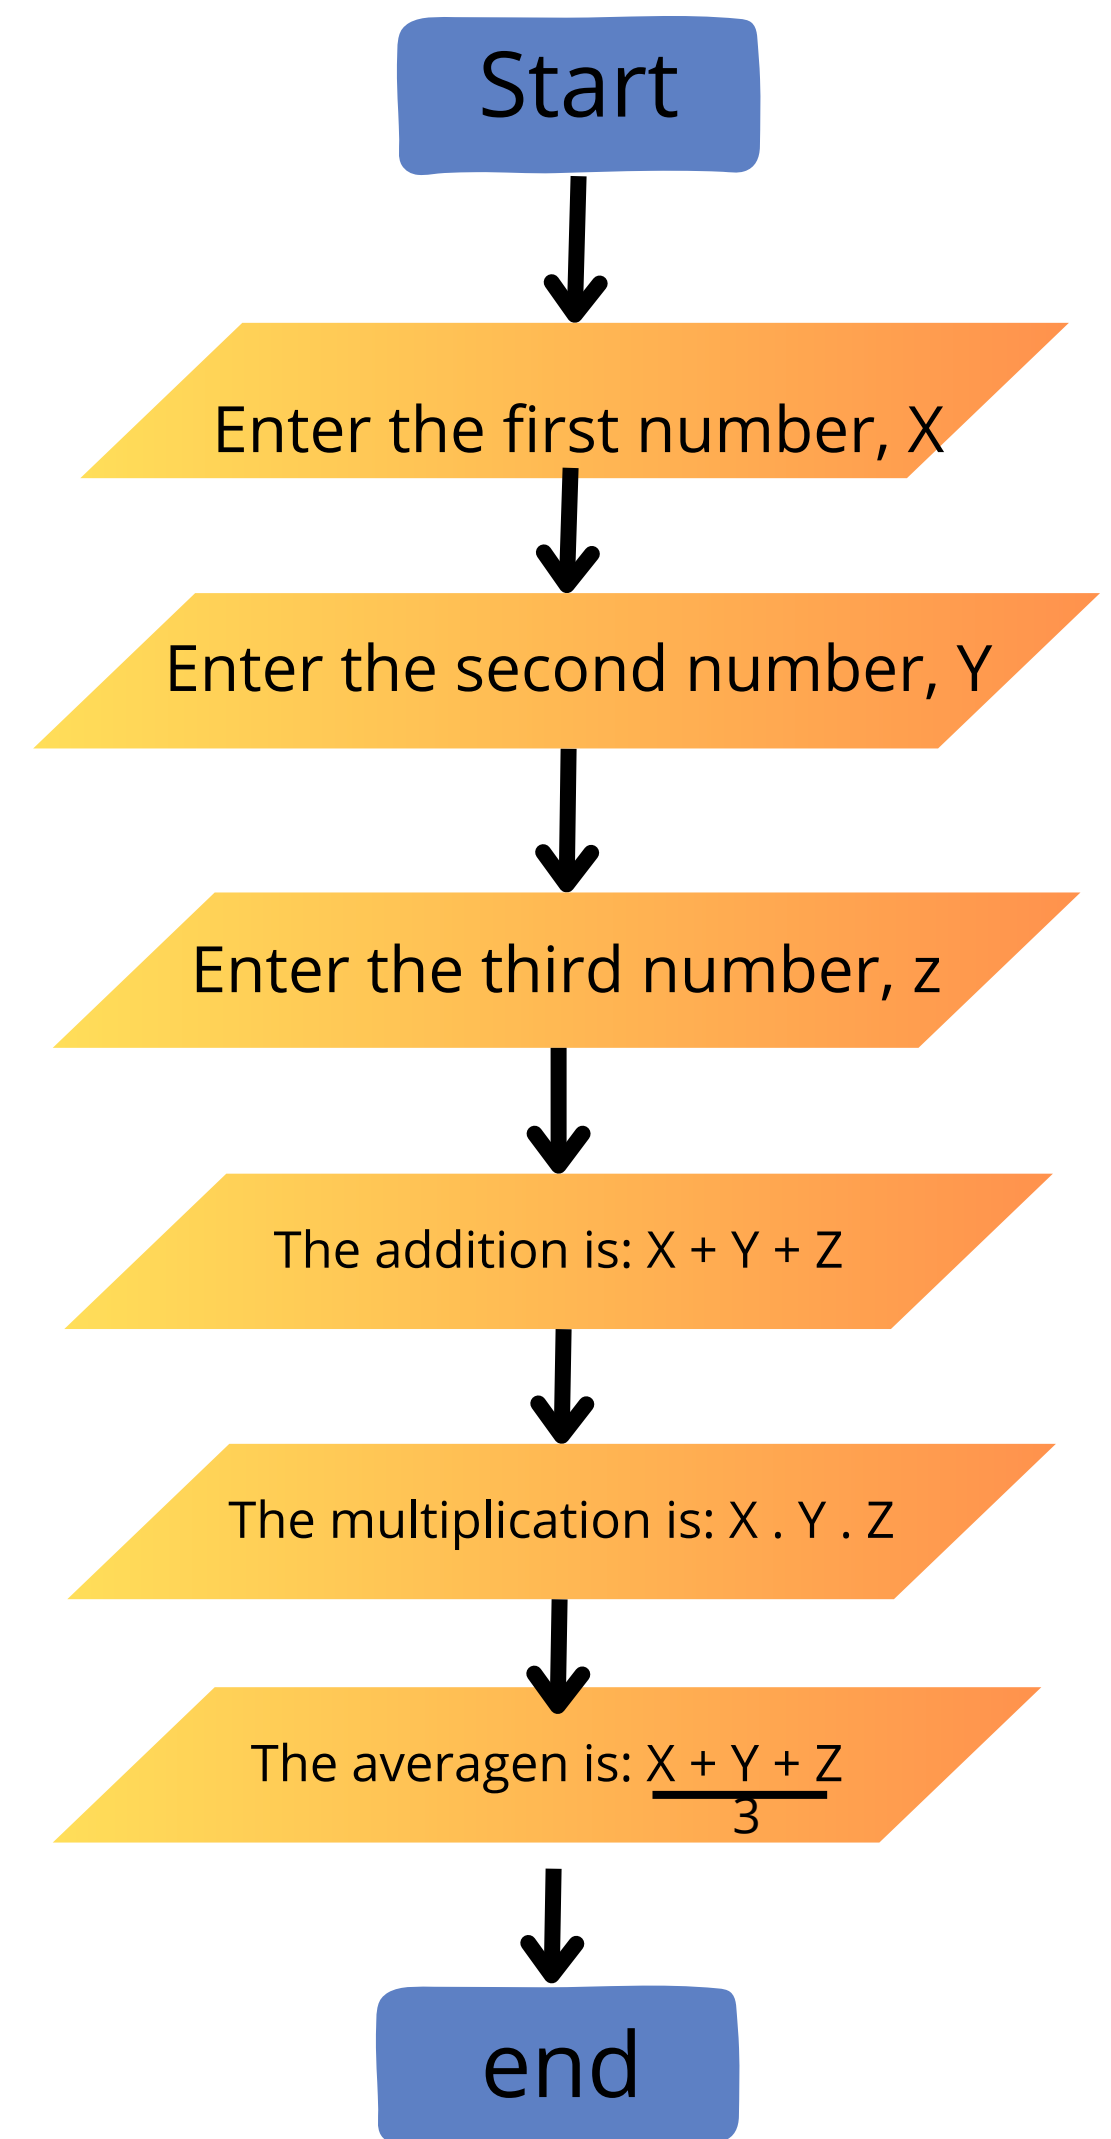 Start
Enter the first number, X
Enter the second number, Y
Enter the third number, z
The addition is: X + Y + Z
The multiplication is: X . Y . Z
The averagen is: X + Y + Z
3
end